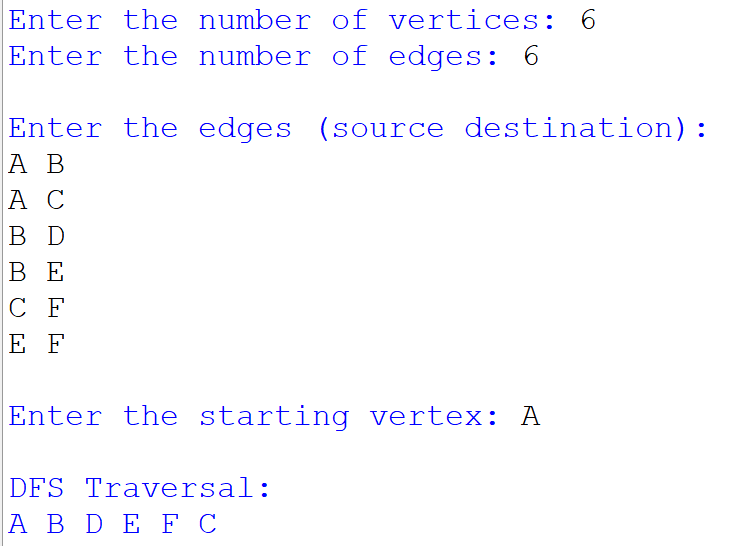 Enter the number of vertices: 6
Enter the number of edges: 6
Enter the edges (source destination):
A B
A C
B D
B E
C F
E F
Enter the starting vertex: A
DFS Traversal:
A B D E F C